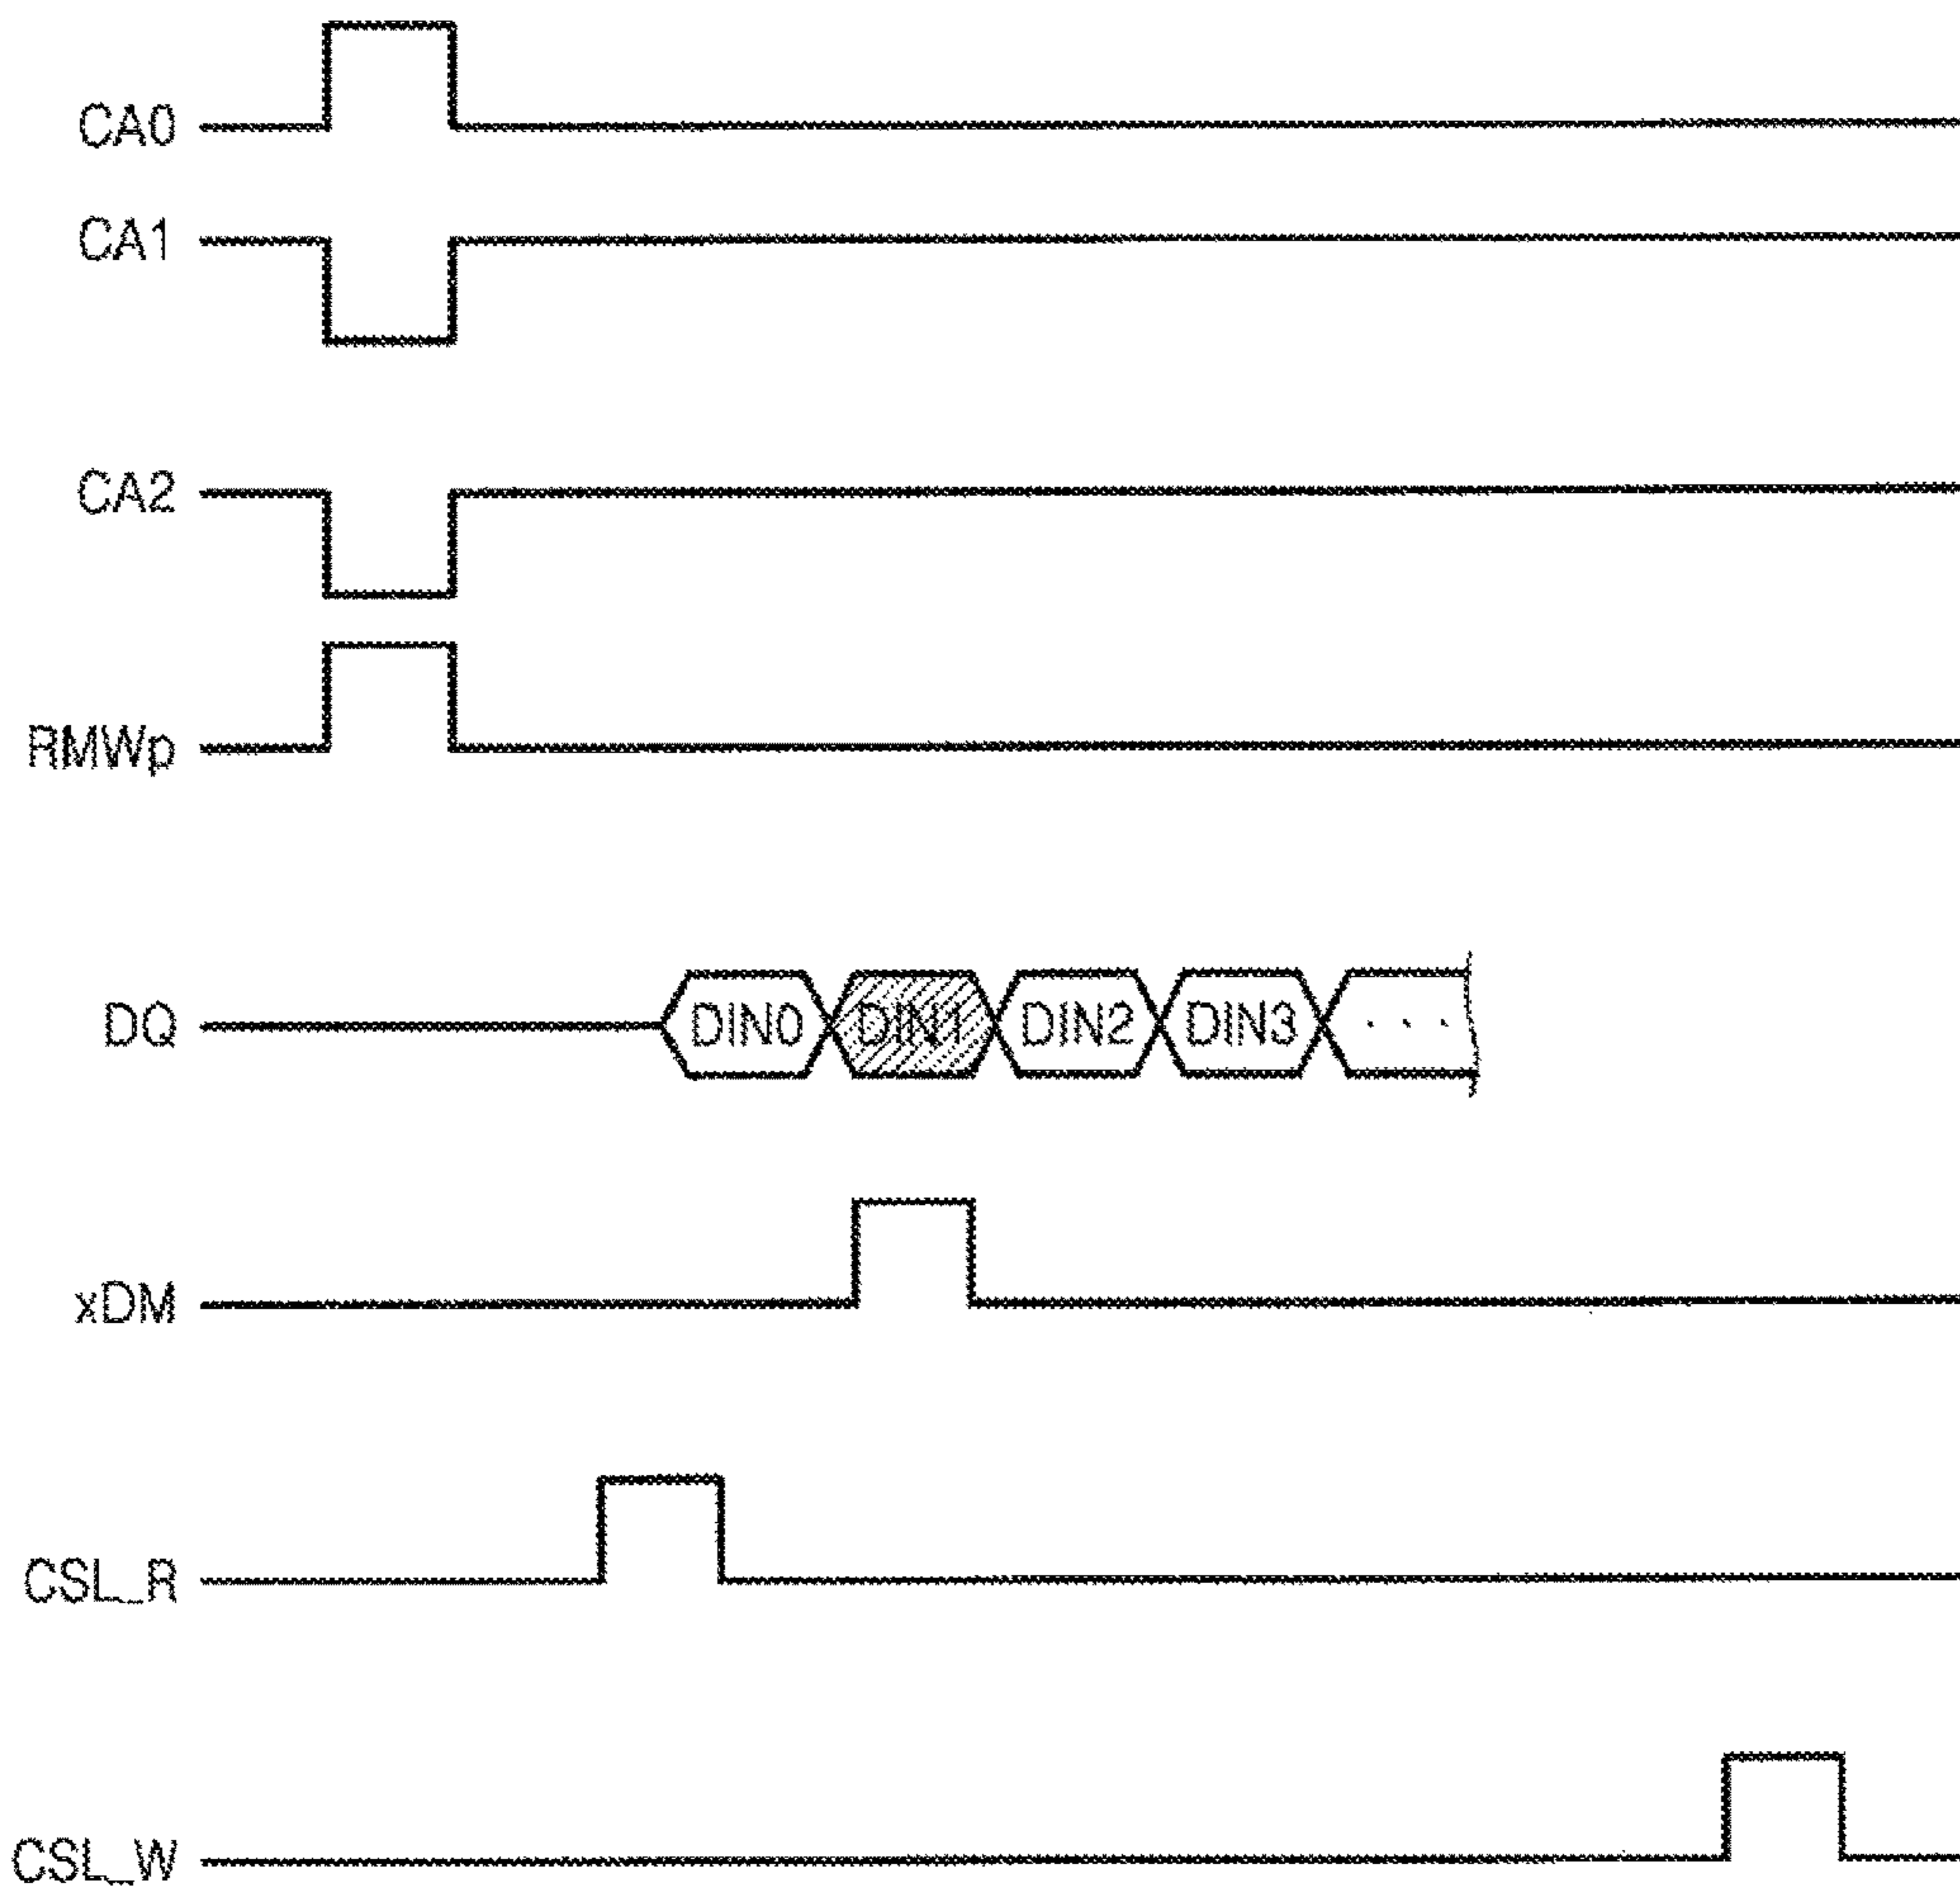 CA0
CA1
CA2
RMWp
DQ DIN0 DIN1 DIN2 DIN3 . . .
xDM
CSL_R
CSL_W